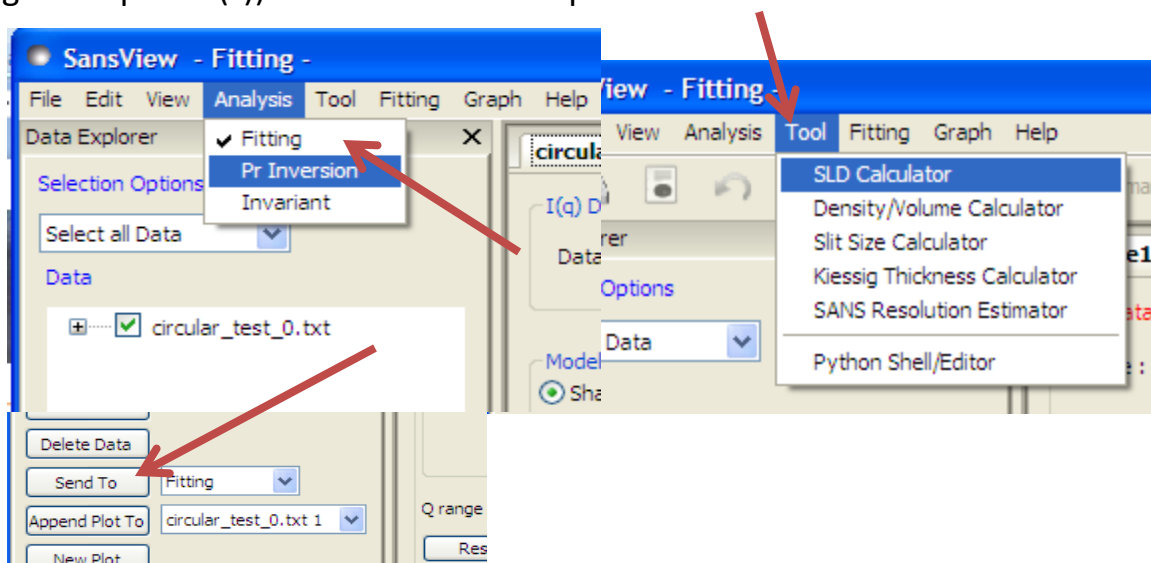 SansView - Fitting -
File Edit View Analysis Tool Fitting Graph Help
Data Explorer
Fitting
Pr Inversion
Invariant
Selection Options
Select all Data
Data
circular_test_0.txt
I(q)
Model
Delete Data
Send To Fitting
Append Plot To circular_test_0.txt 1
New Plot
Q range
- Fitting -
View Analysis Tool Fitting Graph Help
SLD Calculator
Density/Volume Calculator
Slit Size Calculator
Kiessig Thickness Calculator
SANS Resolution Estimator
Python Shell/Editor
Options
Data